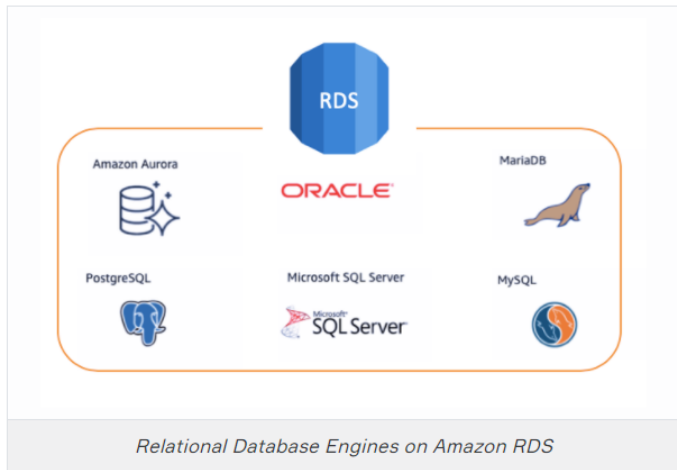 RDS
Amazon Aurora
ORACLE
MariaDB
PostgreSQL
Microsoft SQL Server
Microsoft
SQL Server
MySQL
Relational Database Engines on Amazon RDS